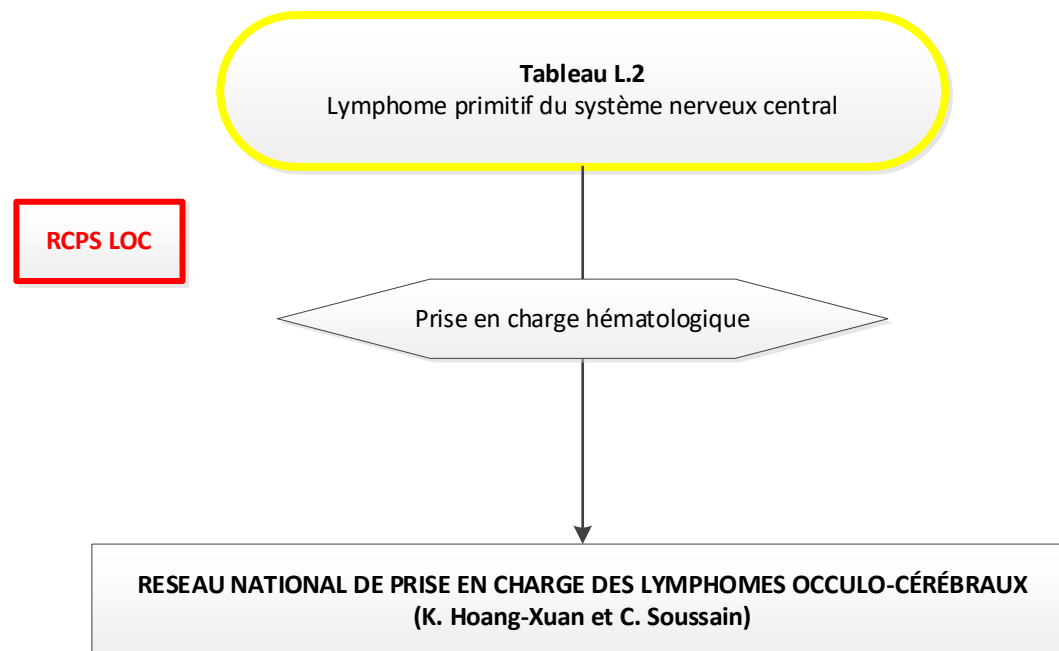 Tableau L.2
Lymphome primitif du système nerveux central
RCPS LOC
Prise en charge hématologique
RESEAU NATIONAL DE PRISE EN CHARGE DES LYMPHOMES OCCULO-CÉRÉBRAUX
(K. Hoang-Xuan et C. Soussain)